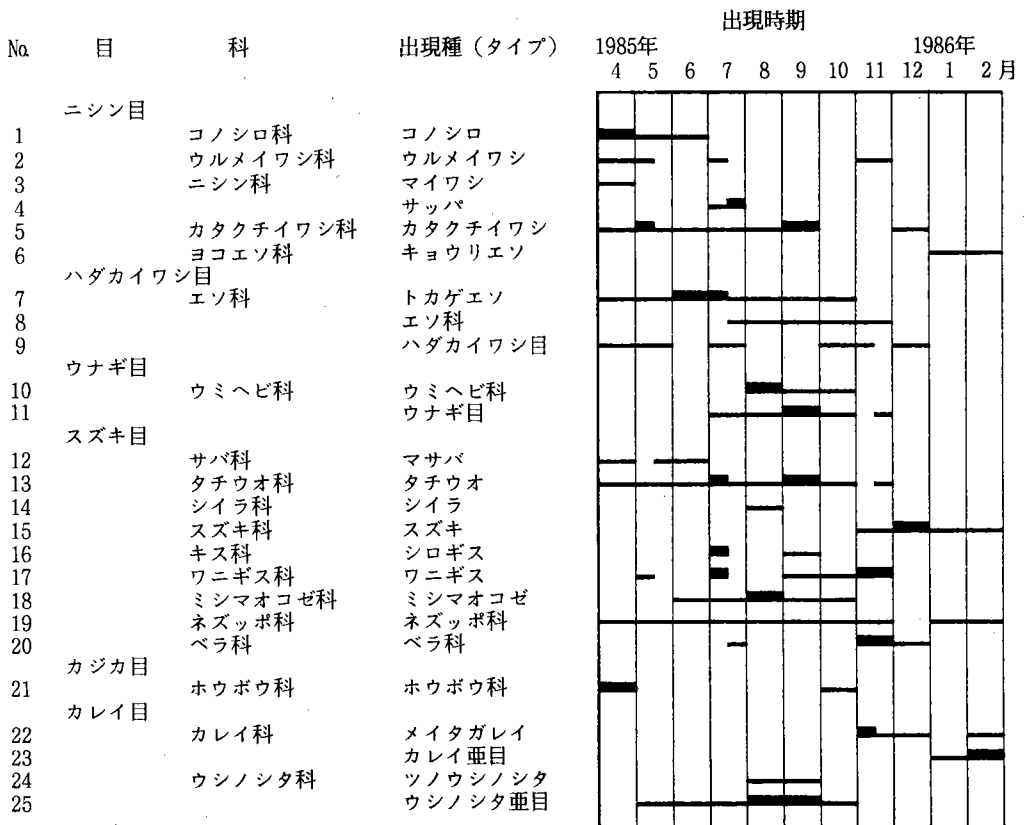 出現時期
No. 目 科 出現種（タイプ） 1985年 1986年
4 5 6 7 8 9 10 11 12 1 2月
ニシン目
1 コノシロ科 コノシロ
2 ウルメイワシ科 ウルメイワシ
3 ニシン科 マイワシ
4 サッパ
5 カタクチイワシ科 カタクチイワシ
6 ヨコエソ科 キョウリエソ
ハダカイワシ目
7 エソ科 トカゲエソ
8 エソ科
9 ハダカイワシ目
ウナギ目
10 ウミヘビ科 ウミヘビ科
11 ウナギ目
スズキ目
12 サバ科 マサバ
13 タチウオ科 タチウオ
14 シイラ科 シイラ
15 スズキ科 スズキ
16 キス科 シロギス
17 ワニギス科 ワニギス
18 ミシマオコゼ科 ミシマオコゼ
19 ネズッポ科 ネズッポ科
20 ベラ科 ベラ科
カジカ目
21 ホウボウ科 ホウボウ科
カレイ目
22 カレイ科 メイタガレイ
23 カレイ亜目
24 ウシノシタ科 ツノウシノシタ
25 ウシノシタ亜目